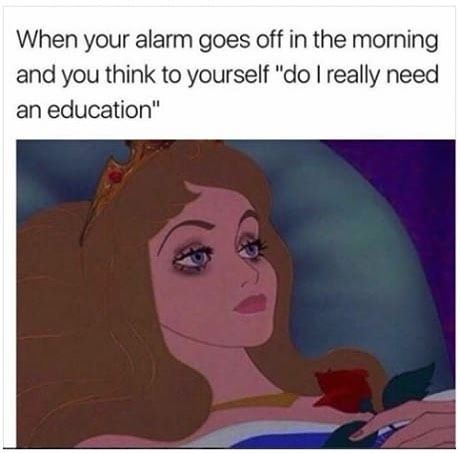 When your alarm goes off in the morning
and you think to yourself "do I really need
an education"